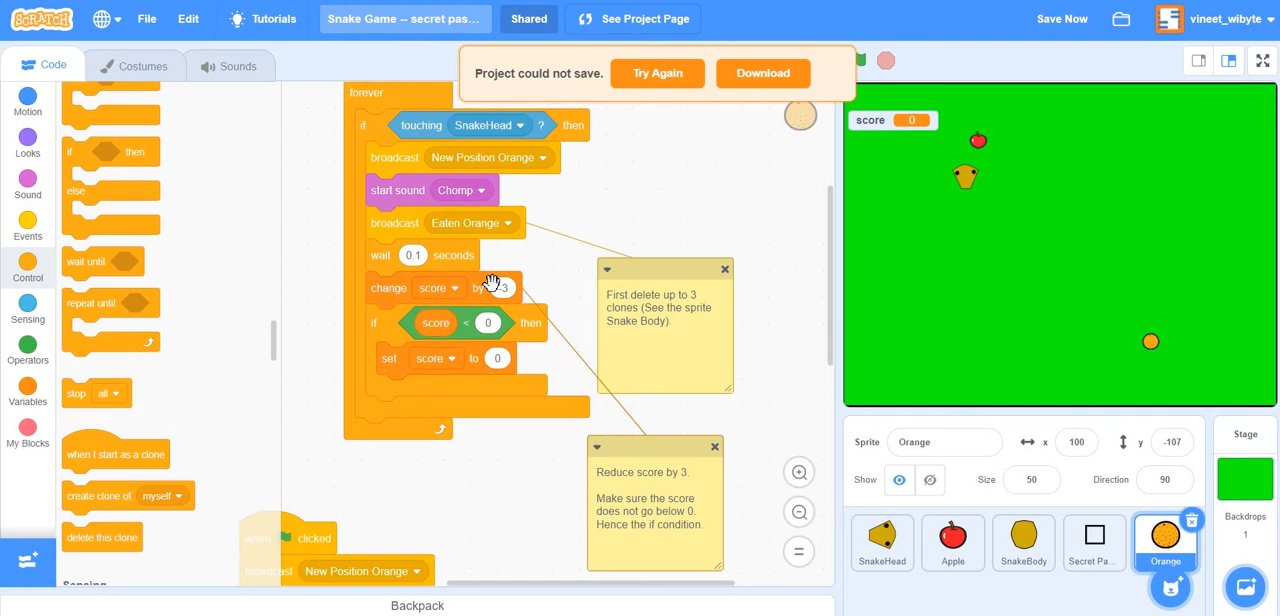 SCRATCH File Edit Tutorials Snake Game – secret pas... Shared See Project Page Save Now vineet_wibyte
Code Costumes Sounds
Project could not save. Try Again Download
Motion
Looks
Sound
Events
Control
Sensing
Operators
Variables
My Blocks
if then
else
wait until
repeat until
stop all
when I start as a clone
create clone of myself
delete this clone
Sensing
forever
if touching SnakeHead ? then
broadcast New Position Orange
start sound Chomp
broadcast Eaten Orange
wait 0.1 seconds
change score by -3
if score < 0 then
set score to 0
First delete up to 3
clones (See the sprite
Snake Body).
Reduce score by 3.
Make sure the score
does not go below 0.
Hence the if condition.
when clicked
broadcast New Position Orange
Backpack
score 0
Sprite Orange x 100 y -107
Show Size 50 Direction 90
SnakeHead Apple SnakeBody Secret Pa... Orange
Stage
Backdrops
1